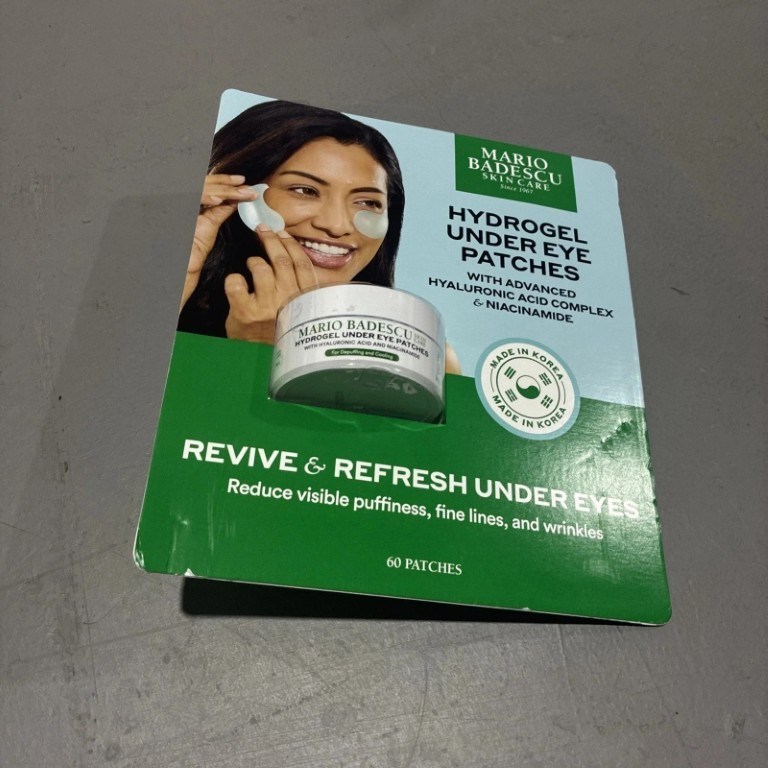 MARIO
BADESCU
SKIN CARE
Since 1967
HYDROGEL
UNDER EYE
PATCHES
WITH ADVANCED
HYALURONIC ACID COMPLEX
& NIACINAMIDE
MARIO BADESCU
HYDROGEL UNDER EYE PATCHES
WITH HYALURONIC ACID AND NIACINAMIDE
For Depuffing and Cooling
MADE IN KOREA
MADE IN KOREA
REVIVE & REFRESH UNDER EYES
Reduce visible puffiness, fine lines, and wrinkles
60 PATCHES